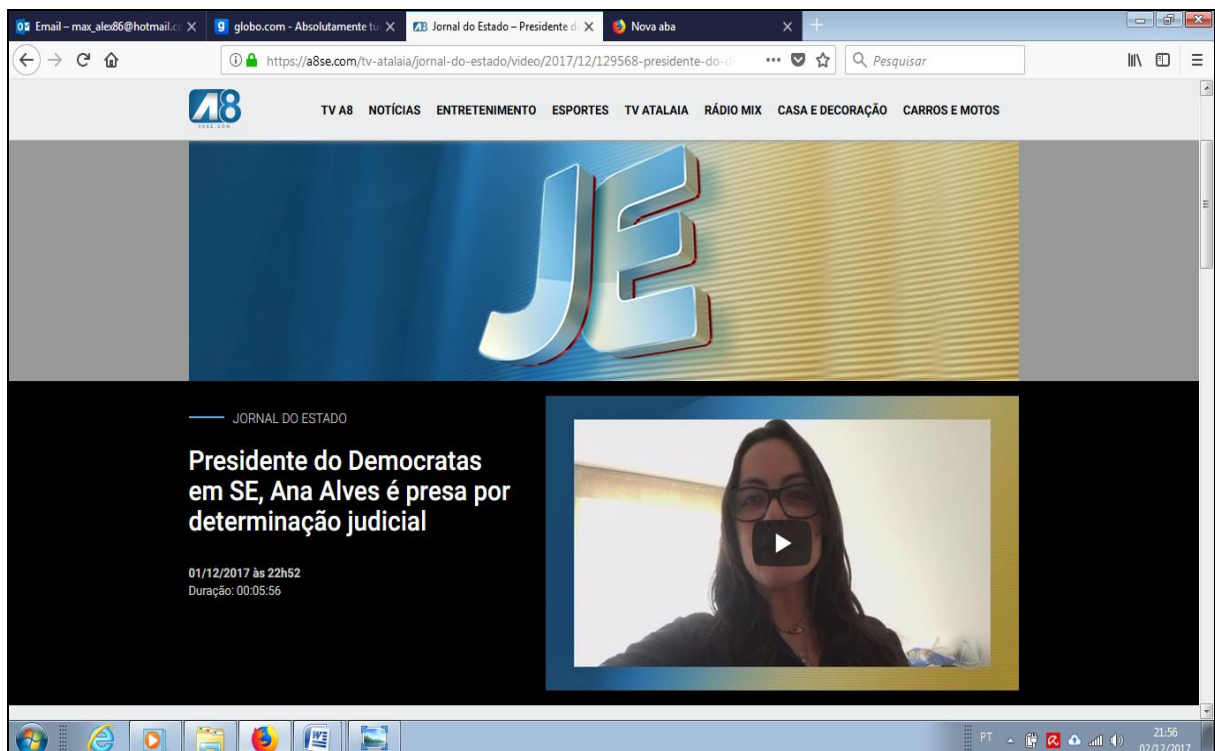 Email – max_alex86@hotmail.c
globo.com - Absolutamente tu
Jornal do Estado – Presidente d
Nova aba
https://a8se.com/tv-atalaia/jornal-do-estado/video/2017/12/129568-presidente-do-d
Pesquisar
A8
A8SE.COM
TV A8 NOTÍCIAS ENTRETENIMENTO ESPORTES TV ATALAIA RÁDIO MIX CASA E DECORAÇÃO CARROS E MOTOS
JE
JORNAL DO ESTADO
Presidente do Democratas
em SE, Ana Alves é presa por
determinação judicial
01/12/2017 às 22h52
Duração: 00:05:56
PT
21:56
02/12/2017